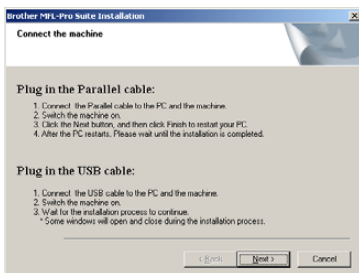 Brother MFL-Pro Suite Installation
Connect the machine
Plug in the Parallel cable:
1. Connect the Parallel cable to the PC and the machine.
2. Switch the machine on.
3. Click the Next button, and then click Finish to restart your PC.
4. After the PC restarts. Please wait until the installation is completed.
Plug in the USB cable:
1. Connect the USB cable to the PC and the machine.
2. Switch the machine on.
3. Wait for the installation process to continue.
* Some windows will open and close during the installation process.
< Back Next > Cancel